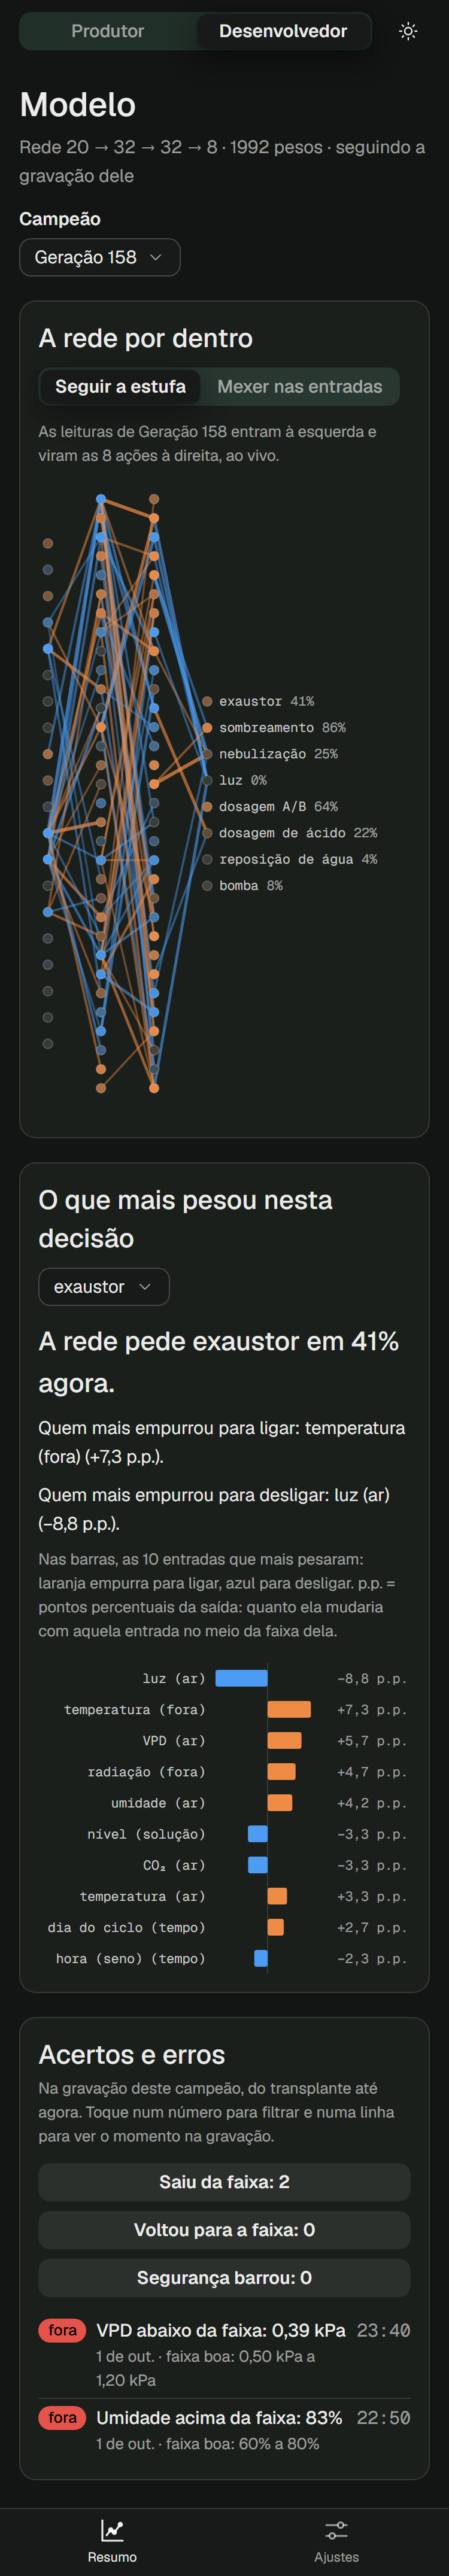 Produtor
Desenvolvedor
Modelo
Rede 20 → 32 → 32 → 8 · 1992 pesos · seguindo a
gravação dele
Campeão
Geração 158
A rede por dentro
Seguir a estufa
Mexer nas entradas
As leituras de Geração 158 entram à esquerda e
viram as 8 ações à direita, ao vivo.
exaustor 41%
sombreamento 86%
nebulização 25%
luz 0%
dosagem A/B 64%
dosagem de ácido 22%
reposição de água 4%
bomba 8%
O que mais pesou nesta
decisão
exaustor
A rede pede exaustor em 41%
agora.
Quem mais empurrou para ligar: temperatura
(fora) (+7,3 p.p.).
Quem mais empurrou para desligar: luz (ar)
(−8,8 p.p.).
Nas barras, as 10 entradas que mais pesaram:
laranja empurra para ligar, azul para desligar. p.p. =
pontos percentuais da saída: quanto ela mudaria
com aquela entrada no meio da faixa dela.
luz (ar) −8,8 p.p.
temperatura (fora) +7,3 p.p.
VPD (ar) +5,7 p.p.
radiação (fora) +4,7 p.p.
umidade (ar) +4,2 p.p.
nível (solução) −3,3 p.p.
CO₂ (ar) −3,3 p.p.
temperatura (ar) +3,3 p.p.
dia do ciclo (tempo) +2,7 p.p.
hora (seno) (tempo) −2,3 p.p.
Acertos e erros
Na gravação deste campeão, do transplante até
agora. Toque num número para filtrar e numa linha
para ver o momento na gravação.
Saiu da faixa: 2
Voltou para a faixa: 0
Segurança barrou: 0
fora VPD abaixo da faixa: 0,39 kPa 23:40
1 de out. · faixa boa: 0,50 kPa a
1,20 kPa
fora Umidade acima da faixa: 83% 22:50
1 de out. · faixa boa: 60% a 80%
Resumo
Ajustes